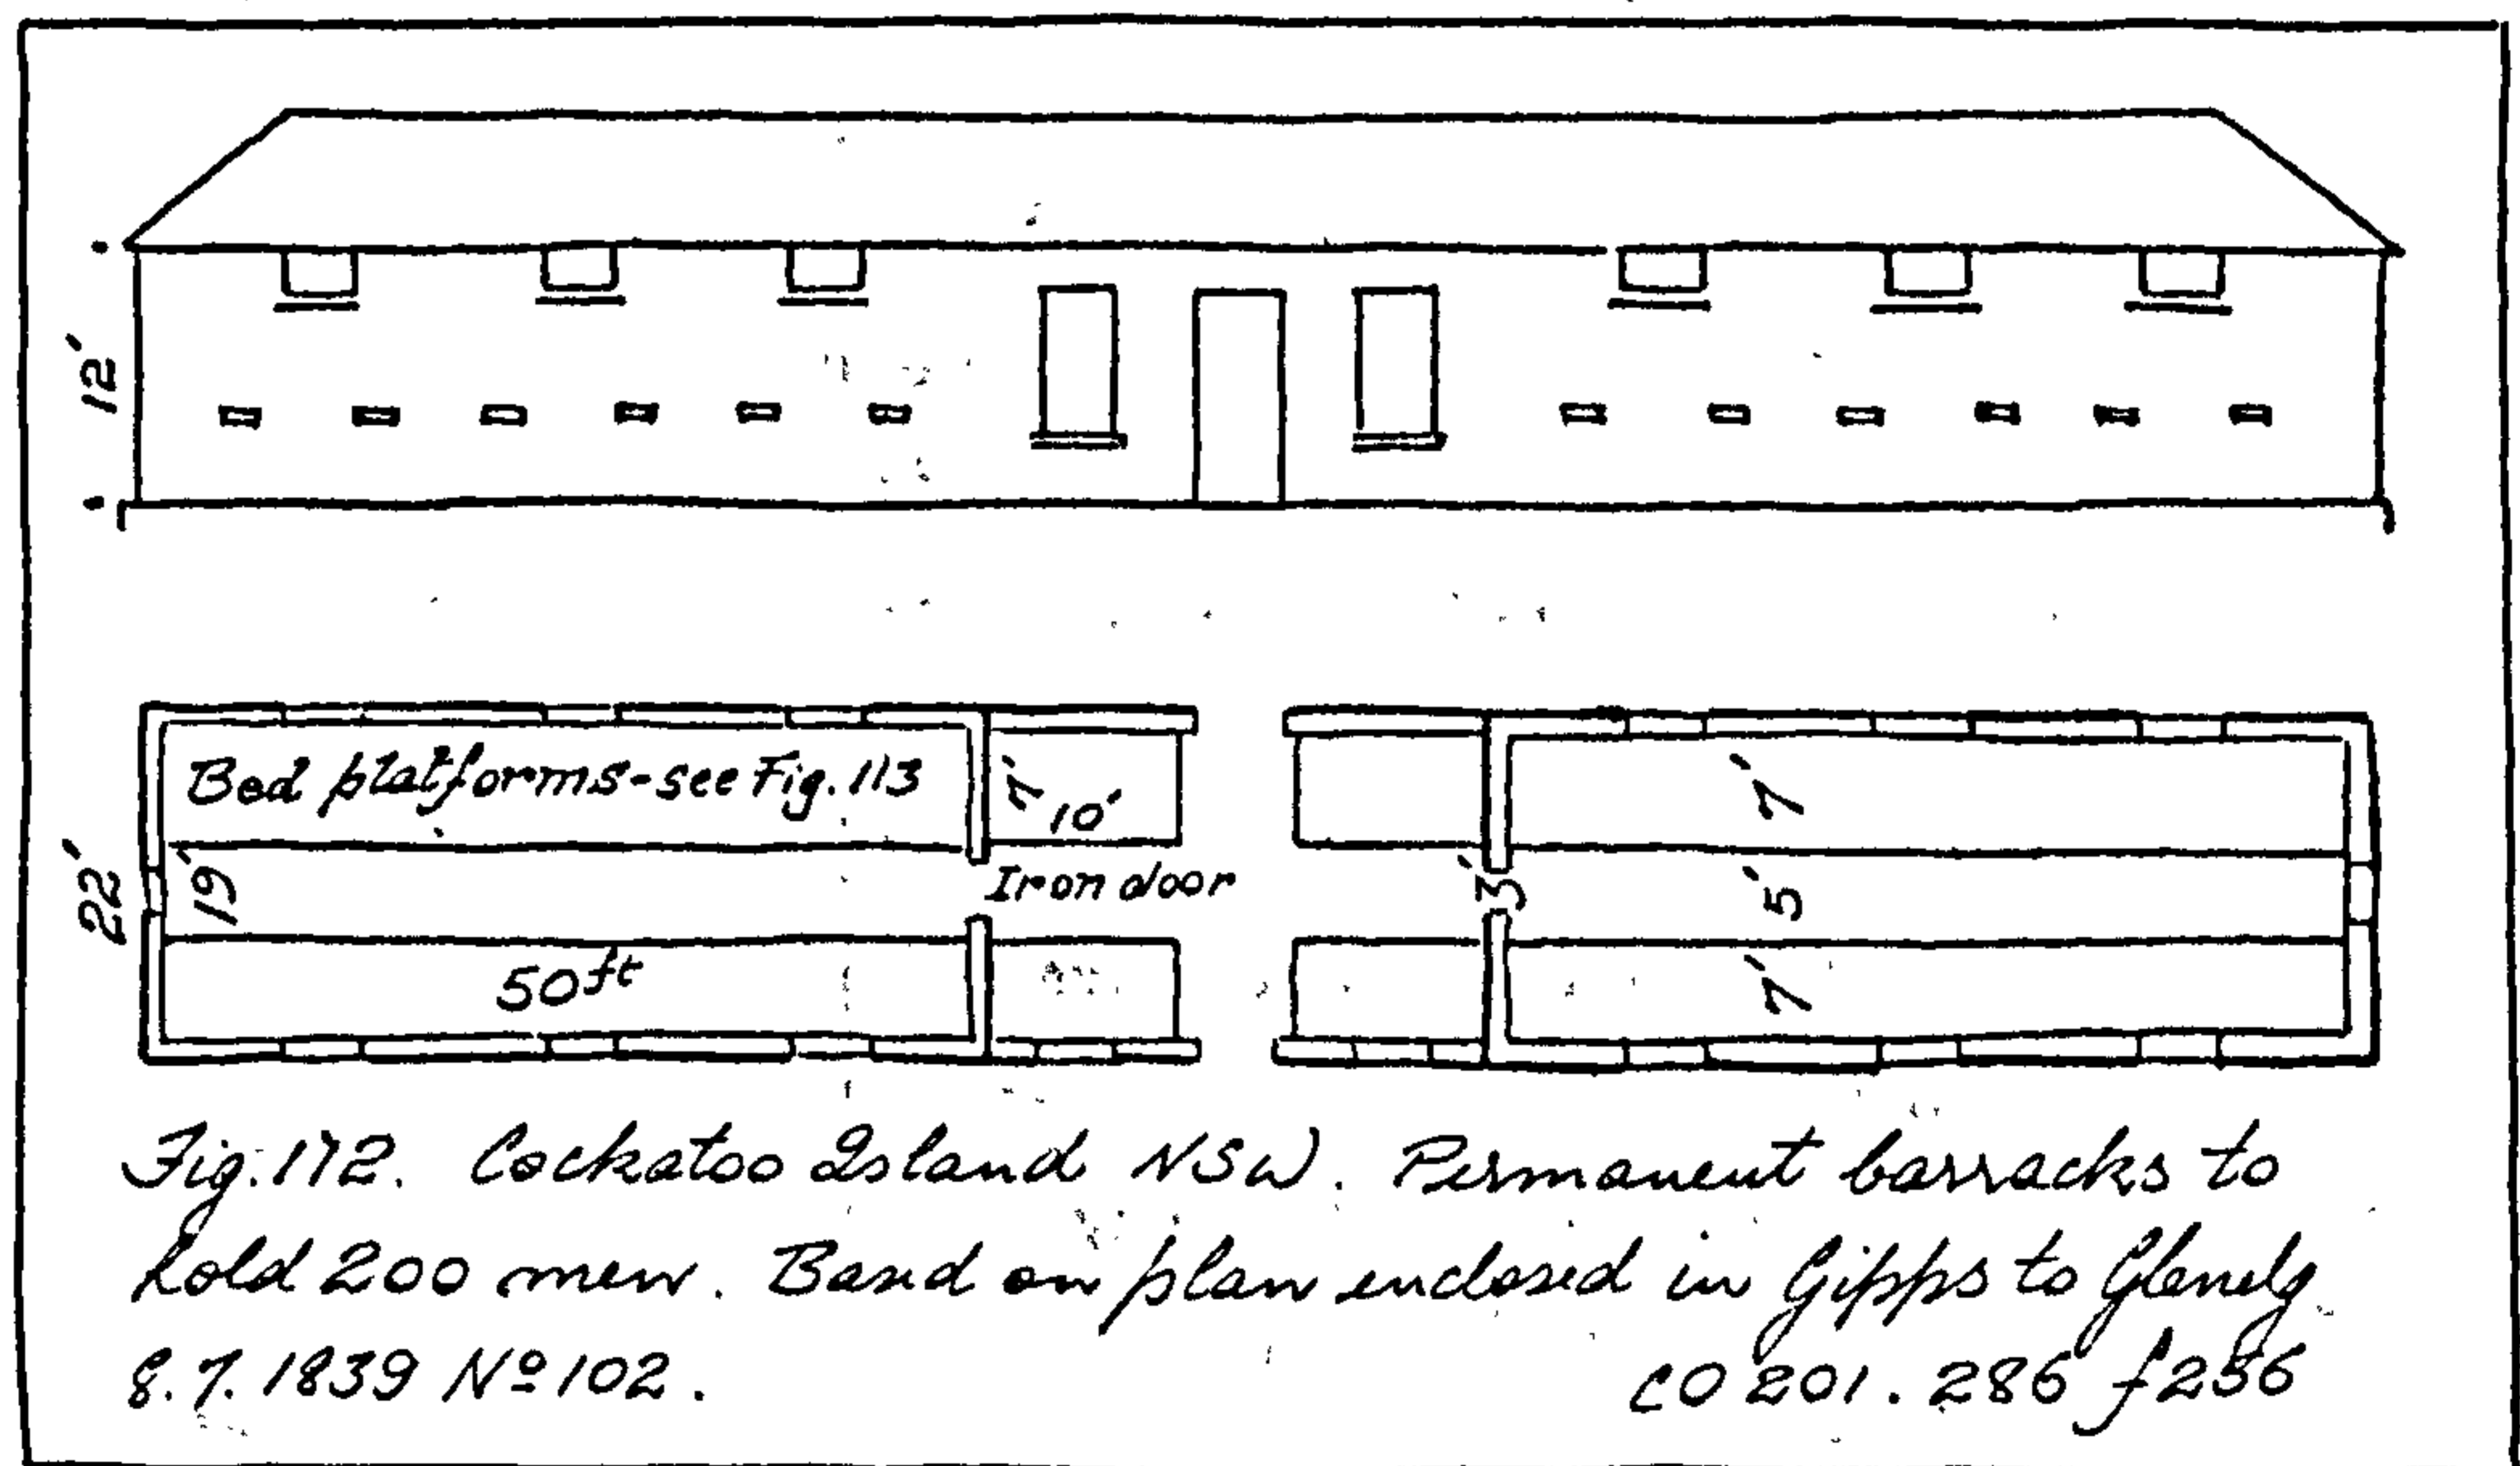 12'
Bed platforms - see Fig. 113
7'
10'
7'
22'
19'
Iron door
3'
5'
50 ft
7'
Fig. 112. Cockatoo Island NSW. Permanent barracks to
hold 200 men. Based on plan enclosed in Gipps to Glenelg
8.7.1839 Nº 102.
CO 201.286 f256